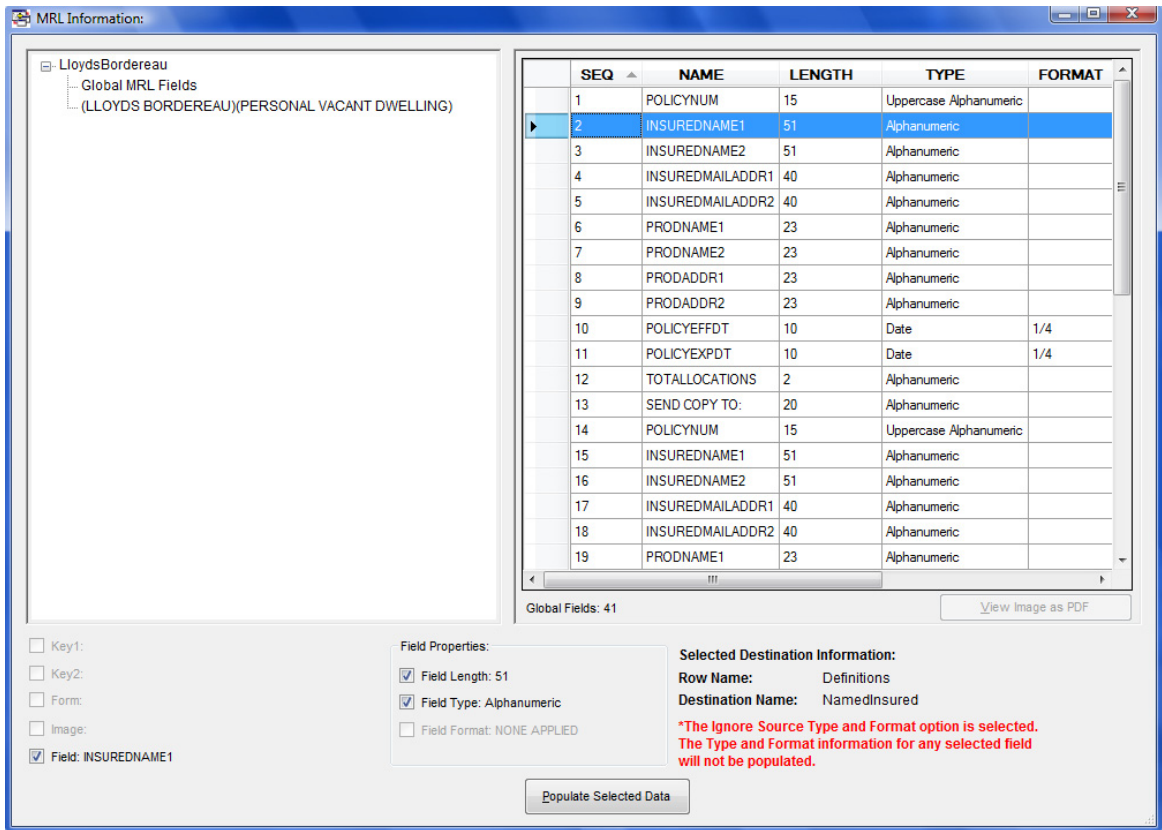 MRL Information:
LloydsBordereau
Global MRL Fields
(LLOYDS BORDEREAU)(PERSONAL VACANT DWELLING)
SEQ NAME LENGTH TYPE FORMAT
1 POLICYNUM 15 Uppercase Alphanumeric
2 INSUREDNAME1 51 Alphanumeric
3 INSUREDNAME2 51 Alphanumeric
4 INSUREDMAILADDR1 40 Alphanumeric
5 INSUREDMAILADDR2 40 Alphanumeric
6 PRODNAME1 23 Alphanumeric
7 PRODNAME2 23 Alphanumeric
8 PRODADDR1 23 Alphanumeric
9 PRODADDR2 23 Alphanumeric
10 POLICYEFFDT 10 Date 1/4
11 POLICYEXPDT 10 Date 1/4
12 TOTALLOCATIONS 2 Alphanumeric
13 SEND COPY TO: 20 Alphanumeric
14 POLICYNUM 15 Uppercase Alphanumeric
15 INSUREDNAME1 51 Alphanumeric
16 INSUREDNAME2 51 Alphanumeric
17 INSUREDMAILADDR1 40 Alphanumeric
18 INSUREDMAILADDR2 40 Alphanumeric
19 PRODNAME1 23 Alphanumeric
Global Fields: 41
View Image as PDF
Key1:
Key2:
Form:
Image:
Field: INSUREDNAME1
Field Properties:
Field Length: 51
Field Type: Alphanumeric
Field Format: NONE APPLIED
Selected Destination Information:
Row Name: Definitions
Destination Name: NamedInsured
*The Ignore Source Type and Format option is selected.
The Type and Format information for any selected field
will not be populated.
Populate Selected Data